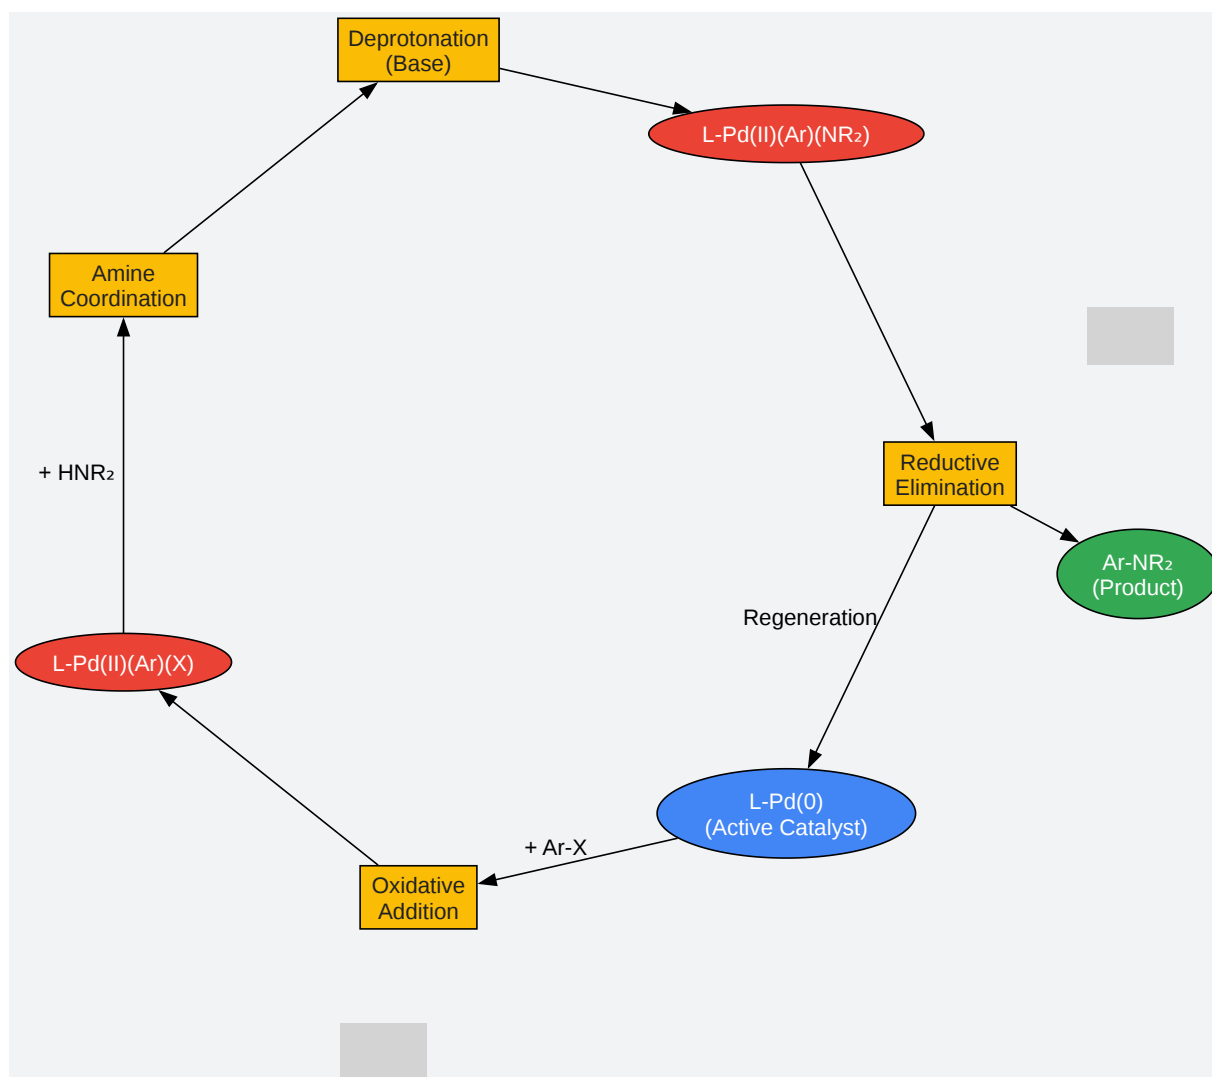 Deprotonation
(Base)
L-Pd(II)(Ar)(NR₂)
Amine
Coordination
Reductive
Elimination
+ HNR₂
Ar-NR₂
(Product)
Regeneration
L-Pd(II)(Ar)(X)
L-Pd(0)
(Active Catalyst)
+ Ar-X
Oxidative
Addition